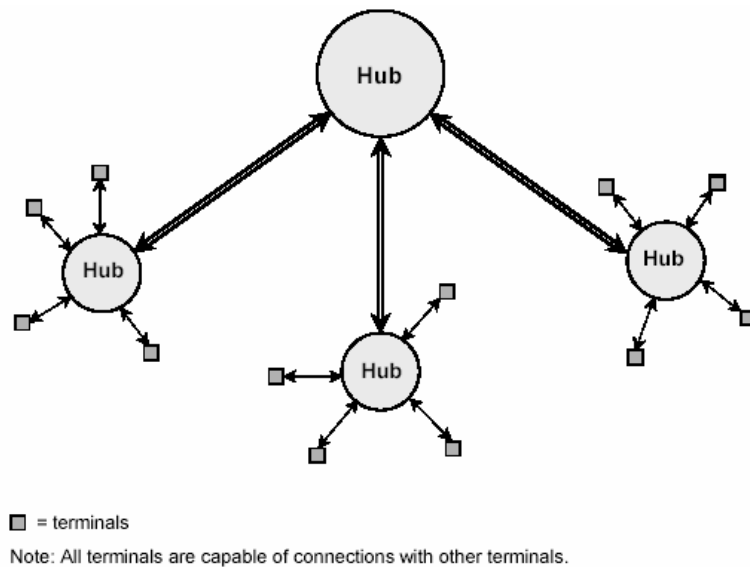 Hub
Hub
Hub
Hub
= terminals
Note: All terminals are capable of connections with other terminals.